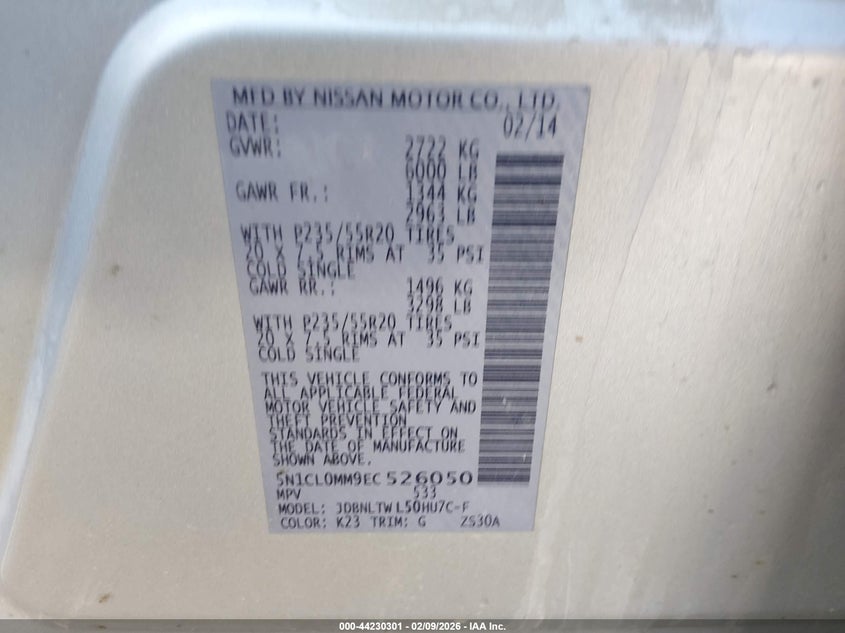 MFD BY NISSAN MOTOR CO., LTD.
DATE: 02/14
GVWR: 2722 KG
6000 LB
GAWR FR.: 1344 KG
2963 LB
WITH P235/55R20 TIRES
20 X 7.5 RIMS AT 35 PSI
COLD SINGLE
GAWR RR.: 1496 KG
3298 LB
WITH P235/55R20 TIRES
20 X 7.5 RIMS AT 35 PSI
COLD SINGLE
THIS VEHICLE CONFORMS TO
ALL APPLICABLE FEDERAL
MOTOR VEHICLE SAFETY AND
THEFT PREVENTION
STANDARDS IN EFFECT ON
THE DATE OF MANUFACTURE
SHOWN ABOVE.
5N1CL0MM9EC526050
MPV 533
MODEL: JDBNLTW L50HU7C-F
COLOR: K23 TRIM: G ZS30A
000-44230301 - 02/09/2026 - IAA Inc.